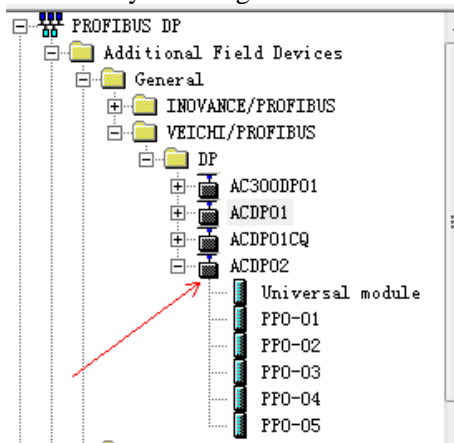 PROFIBUS DP
Additional Field Devices
General
INOVANCE/PROFIBUS
VEICHI/PROFIBUS
DP
AC300DP01
ACDP01
ACDP01CQ
ACDP02
Universal module
PPO-01
PPO-02
PPO-03
PPO-04
PPO-05